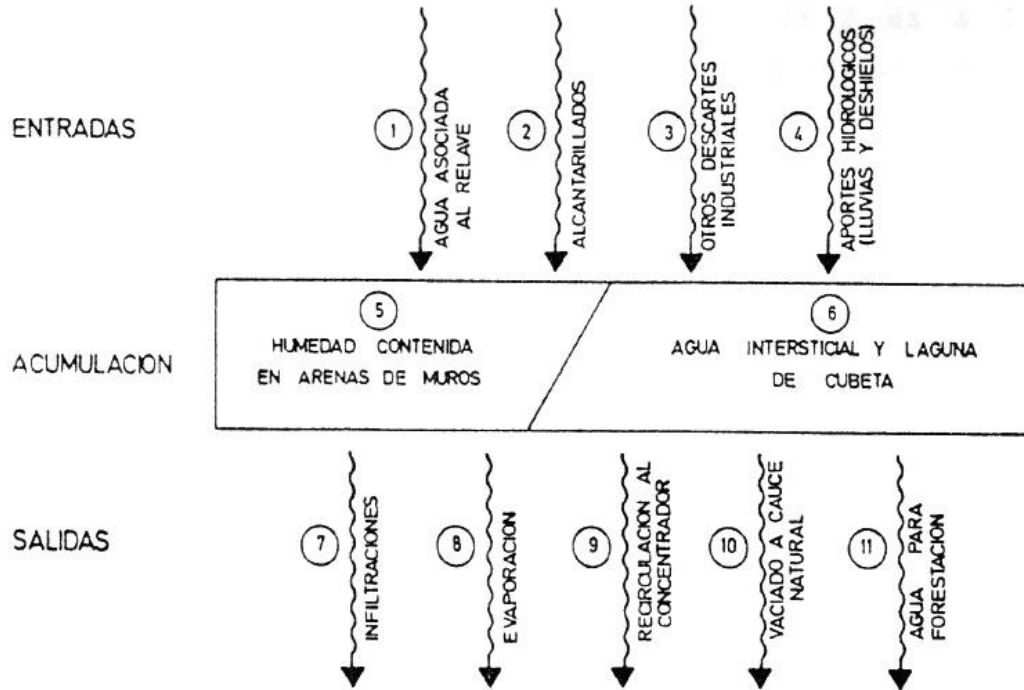 ENTRADAS
1
AGUA ASOCIADA
AL RELAVE
2
ALCANTARILLADOS
3
OTROS DESCARTES
INDUSTRIALES
4
APORTES HIDROLOGICOS
(LLUVIAS Y DESHIELOS)
ACUMULACION
5
HUMEDAD CONTENIDA
EN ARENAS DE MUROS
6
AGUA INTERSTICIAL Y LAGUNA
DE CUBETA
SALIDAS
7
INFILTRACIONES
8
EVAPORACION
9
RECIRCULACION AL
CONCENTRADOR
10
VACIADO A CAUCE
NATURAL
11
AGUA PARA
FORESTACION